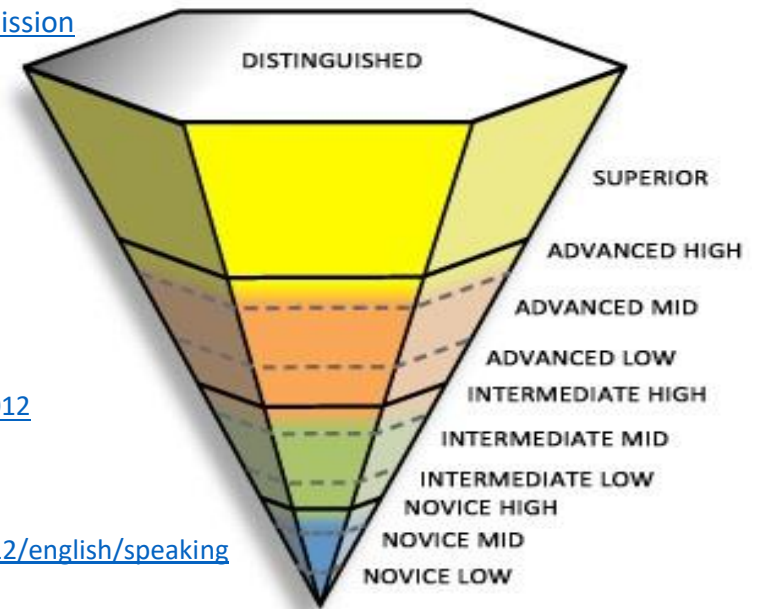 ission
DISTINGUISHED
SUPERIOR
ADVANCED HIGH
ADVANCED MID
ADVANCED LOW
INTERMEDIATE HIGH
012
INTERMEDIATE MID
INTERMEDIATE LOW
NOVICE HIGH
NOVICE MID
12/english/speaking
NOVICE LOW